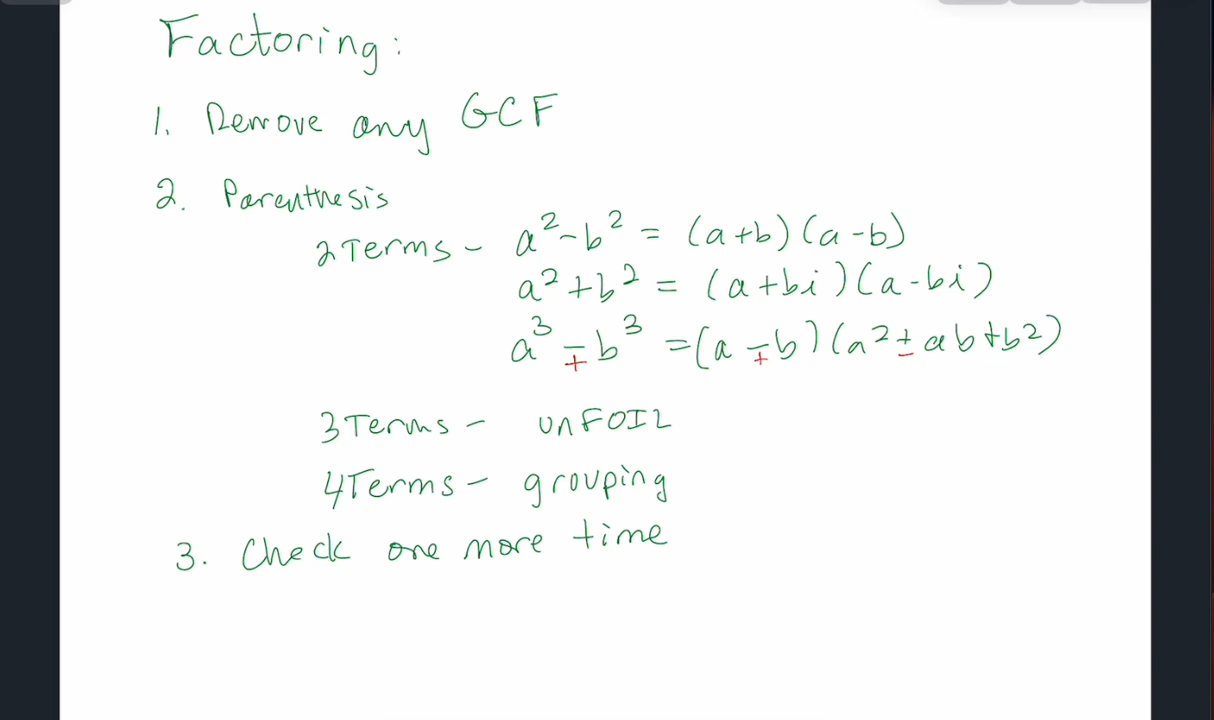 Factoring:
1. Remove any GCF
2. Parenthesis
2Terms - a² - b² = (a+b)(a-b)
a² + b² = (a+bi)(a-bi)
a³ ∓ b³ = (a ∓ b)(a² ± ab + b²)
3Terms - unFOIL
4Terms - grouping
3. Check one more time